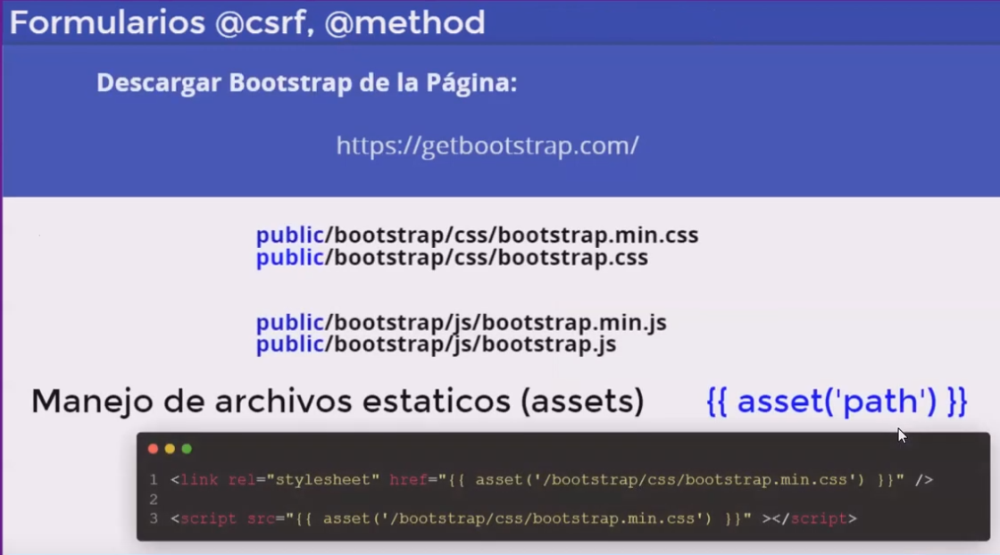 Formularios @csrf, @method
Descargar Bootstrap de la Página:
https://getbootstrap.com/
public/bootstrap/css/bootstrap.min.css
public/bootstrap/css/bootstrap.css
public/bootstrap/js/bootstrap.min.js
public/bootstrap/js/bootstrap.js
Manejo de archivos estaticos (assets) {{ asset('path') }}
1 <link rel="stylesheet" href="{{ asset('/bootstrap/css/bootstrap.min.css') }}" />
2
3 <script src="{{ asset('/bootstrap/css/bootstrap.min.css') }}" ></script>